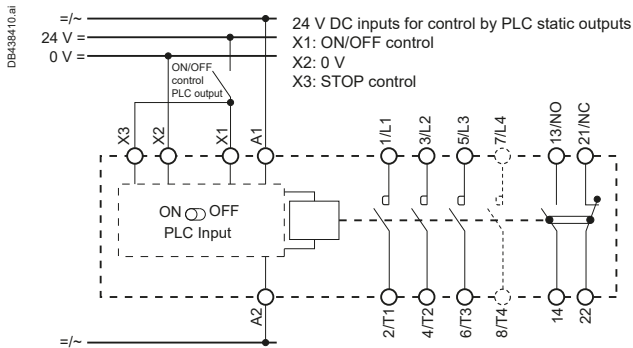 DB438410.ai
=/~
24 V =
0 V =
24 V DC inputs for control by PLC static outputs
X1: ON/OFF control
X2: 0 V
X3: STOP control
ON/OFF
control
PLC output
X3
X2
X1
A1
1/L1
3/L2
5/L3
7/L4
13/NO
21/NC
ON OFF
PLC Input
A2
2/T1
4/T2
6/T3
8/T4
14
22
=/~